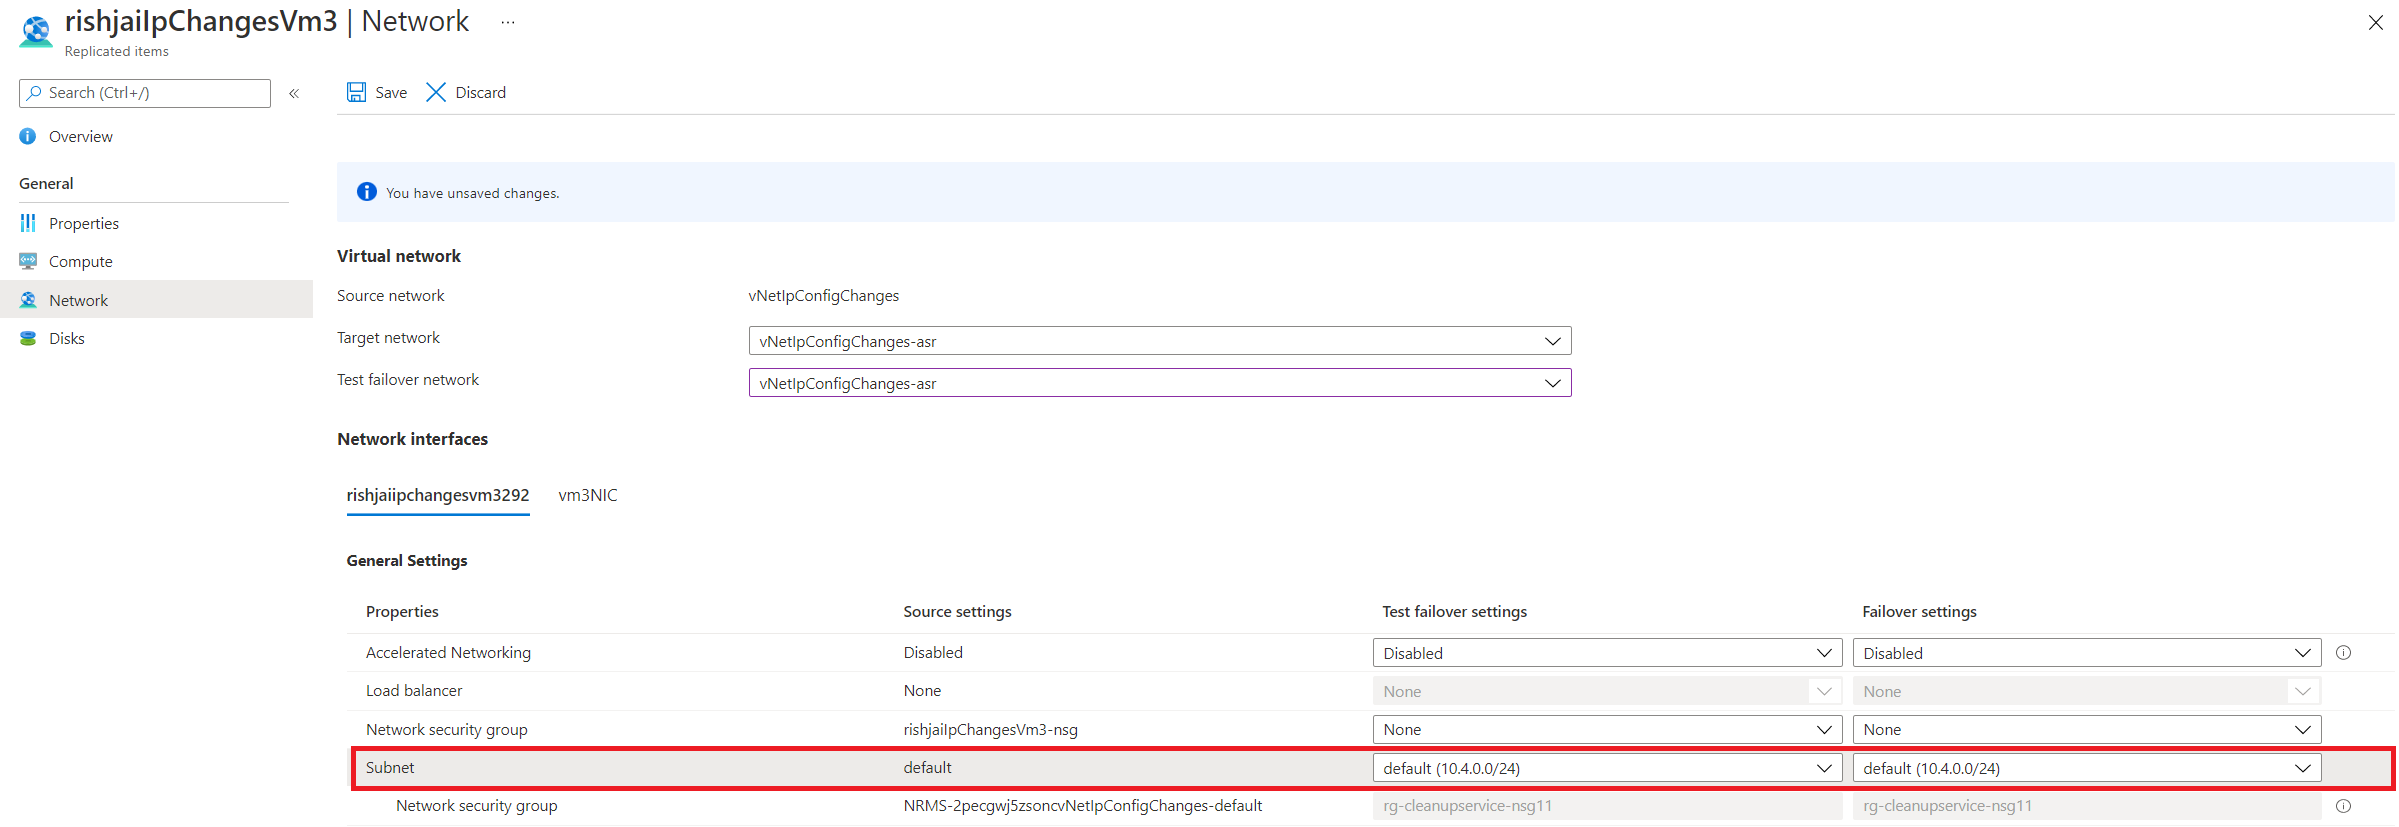 rishjaiIpChangesVm3 | Network ...
Replicated items
Search (Ctrl+/) «
Save Discard
Overview
General
Properties
Compute
Network
Disks
You have unsaved changes.
Virtual network
Source network vNetIpConfigChanges
Target network vNetIpConfigChanges-asr
Test failover network vNetIpConfigChanges-asr
Network interfaces
rishjaiipchangesvm3292 vm3NIC
General Settings
Properties Source settings Test failover settings Failover settings
Accelerated Networking Disabled Disabled Disabled
Load balancer None None None
Network security group rishjaiIpChangesVm3-nsg None None
Subnet default default (10.4.0.0/24) default (10.4.0.0/24)
Network security group NRMS-2pecgwj5zsoncvNetIpConfigChanges-default rg-cleanupservice-nsg11 rg-cleanupservice-nsg11